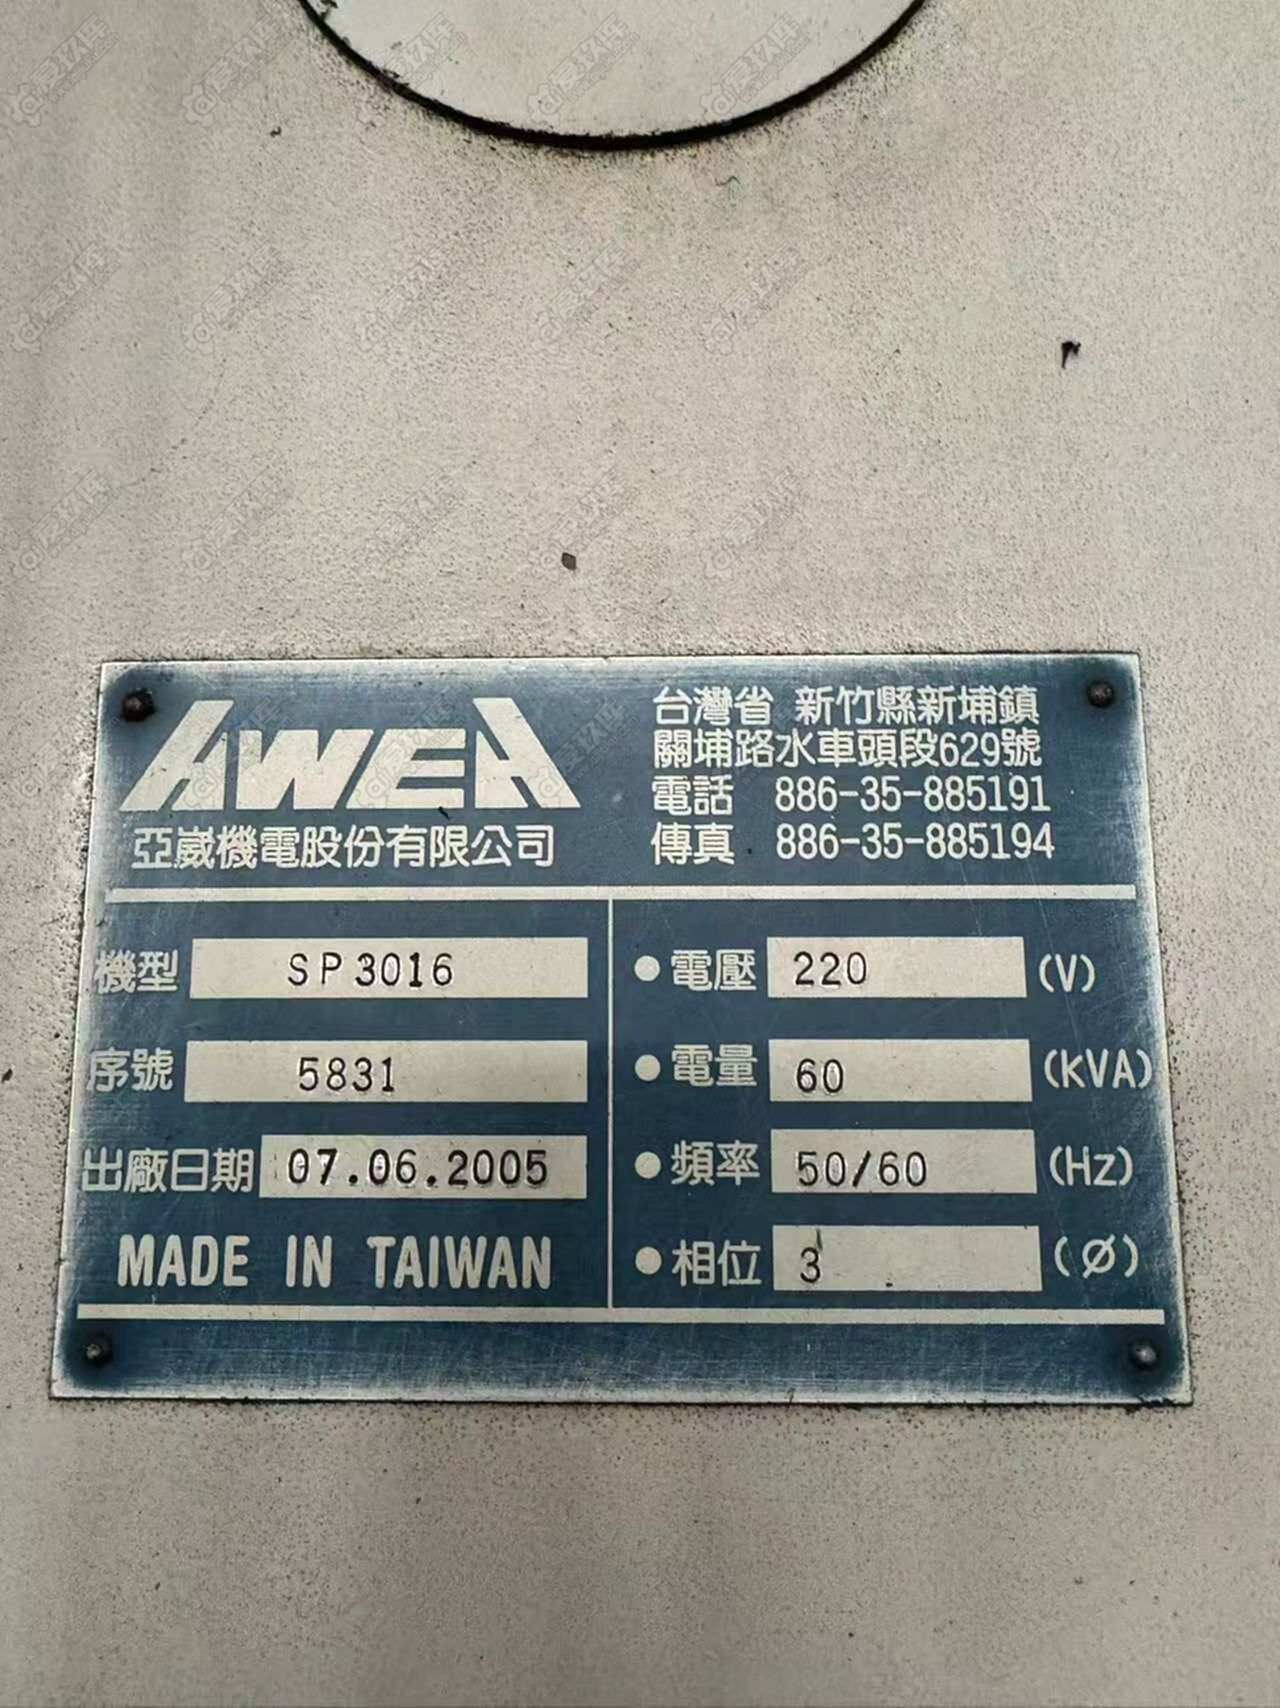 AWEA
亞崴機電股份有限公司
台灣省 新竹縣新埔鎮
關埔路水車頭段629號
電話 886-35-885191
傳真 886-35-885194
機型 SP3016
序號 5831
出廠日期 07.06.2005
MADE IN TAIWAN
●電壓 220 (V)
●電量 60 (KVA)
●頻率 50/60 (Hz)
●相位 3 (Ø)